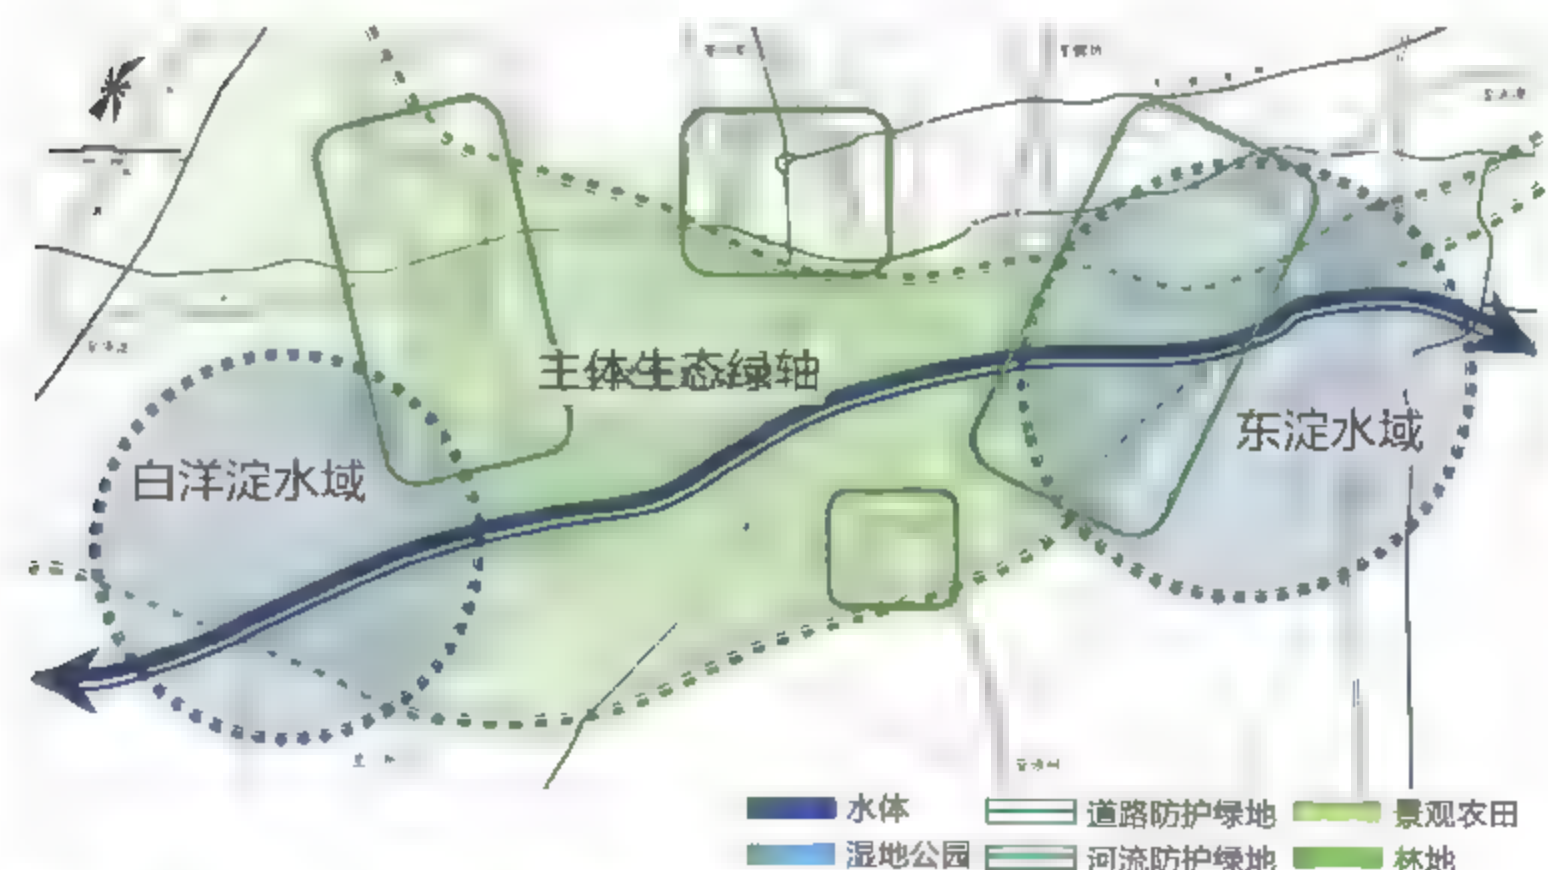 主体生态绿轴
东淀水域
白洋淀水域
水体
道路防护绿地
景观农田
湿地公园
河流防护绿地
林地